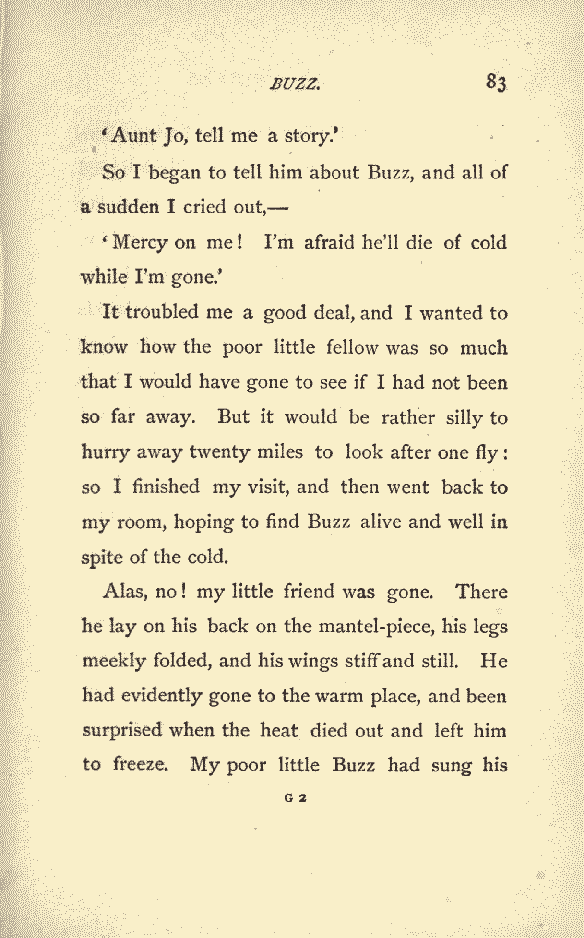 BUZZ. 83
‘Aunt Jo, tell me a story.’
So I began to tell him about Buzz, and all of
a sudden I cried out,—
‘Mercy on me! I'm afraid he'll die of cold
while I'm gone.’
It troubled me a good deal, and I wanted to
know how the poor little fellow was so much
that I would have gone to see if I had not been
so far away. But it would be rather silly to
hurry away twenty miles to look after one fly:
so I finished my visit, and then went back to
my room, hoping to find Buzz alive and well in
spite of the cold.
Alas, no! my little friend was gone. There
he lay on his back on the mantel-piece, his legs
meekly folded, and his wings stiff and still. He
had evidently gone to the warm place, and been
surprised when the heat died out and left him
to freeze. My poor little Buzz had sung his
G 2